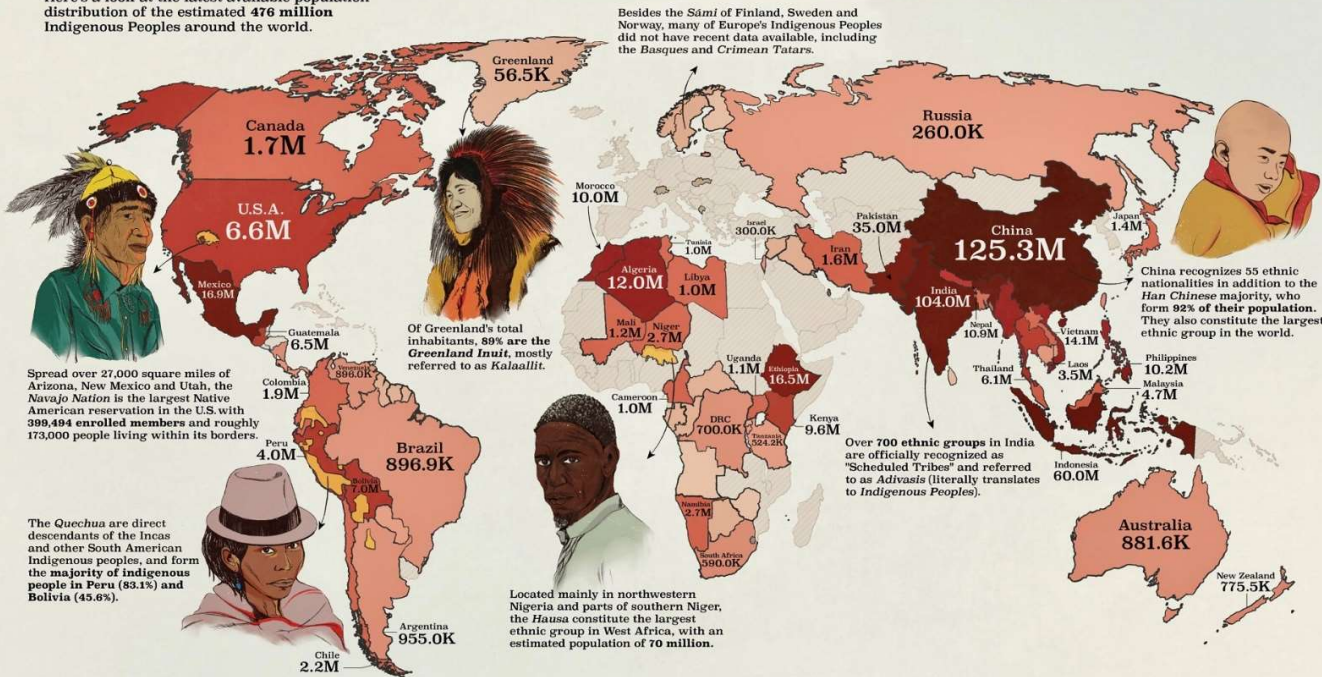 Here's a look at the latest available population
distribution of the estimated 476 million
Indigenous Peoples around the world.
Besides the Sámi of Finland, Sweden and
Norway, many of Europe's Indigenous Peoples
did not have recent data available, including
the Basques and Crimean Tatars.
Greenland
56.5K
Canada
1.7M
U.S.A.
6.6M
Mexico
16.9M
Guatemala
6.5M
Venezuela
896.0K
Colombia
1.9M
Peru
4.0M
Brazil
896.9K
Bolivia
7.0M
Argentina
955.0K
Chile
2.2M
Spread over 27,000 square miles of
Arizona, New Mexico and Utah, the
Navajo Nation is the largest Native
American reservation in the U.S. with
399,494 enrolled members and roughly
173,000 people living within its borders.
Of Greenland's total
inhabitants, 89% are the
Greenland Inuit, mostly
referred to as Kalaallit.
The Quechua are direct
descendants of the Incas
and other South American
Indigenous peoples, and form
the majority of indigenous
people in Peru (83.1%) and
Bolivia (45.6%).
Morocco
10.0M
Algeria
12.0M
Tunisia
1.0M
Libya
1.0M
Mali
1.2M
Niger
2.7M
Cameroon
1.0M
Uganda
1.1M
Ethiopia
16.5M
Kenya
9.6M
DRC
700.0K
Tanzania
524.2K
Namibia
2.7M
South Africa
590.0K
Located mainly in northwestern
Nigeria and parts of southern Niger,
the Hausa constitute the largest
ethnic group in West Africa, with an
estimated population of 70 million.
Israel
300.0K
Iran
1.6M
Pakistan
35.0M
Russia
260.0K
China
125.3M
Japan
1.4M
India
104.0M
Nepal
10.9M
Vietnam
14.1M
Laos
3.5M
Thailand
6.1M
Philippines
10.2M
Malaysia
4.7M
Indonesia
60.0M
Australia
881.6K
New Zealand
775.5K
China recognizes 55 ethnic
nationalities in addition to the
Han Chinese majority, who
form 92% of their population.
They also constitute the largest
ethnic group in the world.
Over 700 ethnic groups in India
are officially recognized as
"Scheduled Tribes" and referred
to as Adivasis (literally translates
to Indigenous Peoples).